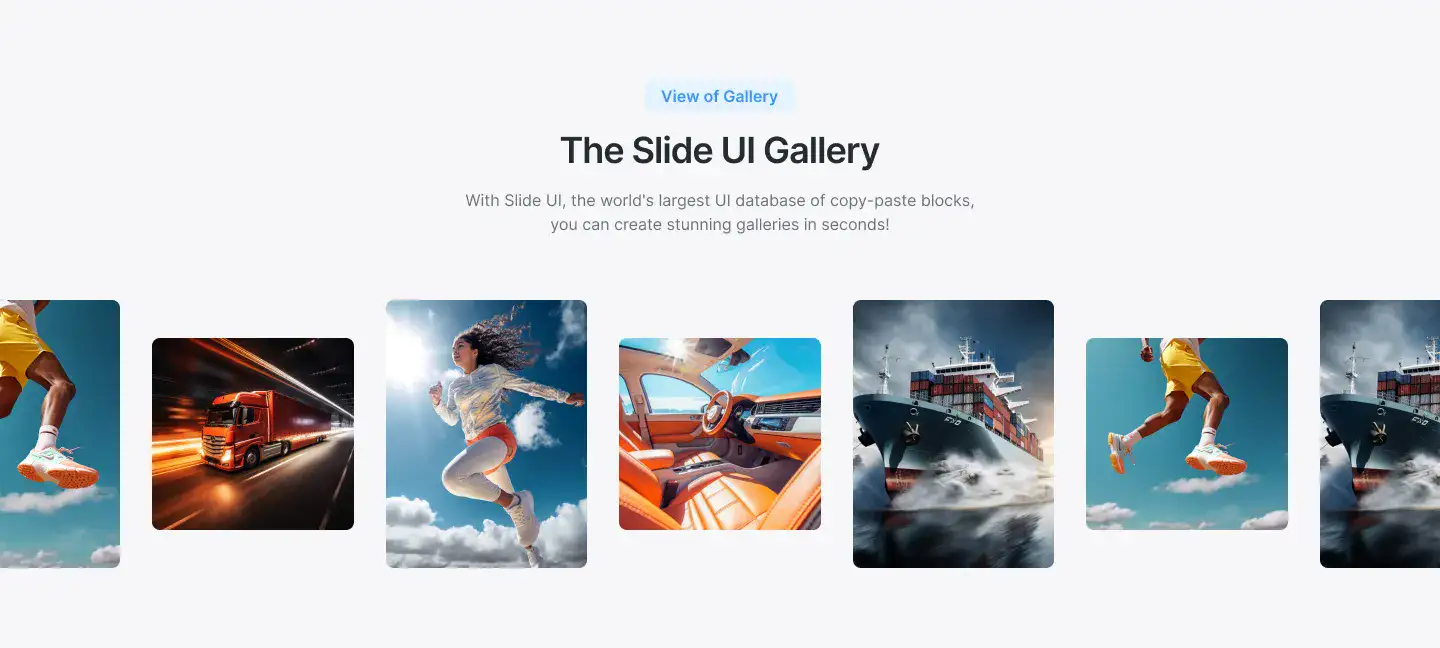 View of Gallery
The Slide UI Gallery
With Slide UI, the world's largest UI database of copy-paste blocks,
you can create stunning galleries in seconds!